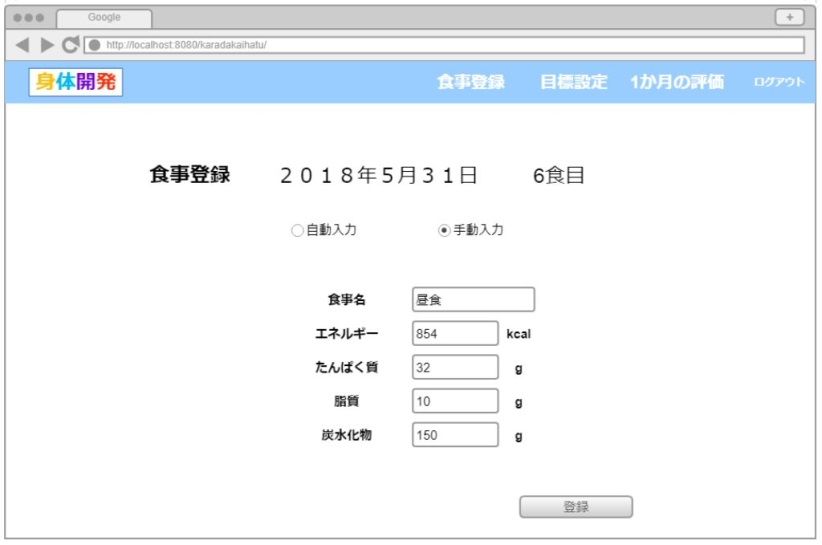 Google
+
http://localhost:8080/karadakaihatu/
身体開発 食事登録 目標設定 1か月の評価 ログアウト
食事登録 ２０１８年５月３１日 6食目
自動入力 手動入力
食事名 昼食
エネルギー 854 kcal
たんぱく質 32 g
脂質 10 g
炭水化物 150 g
登録